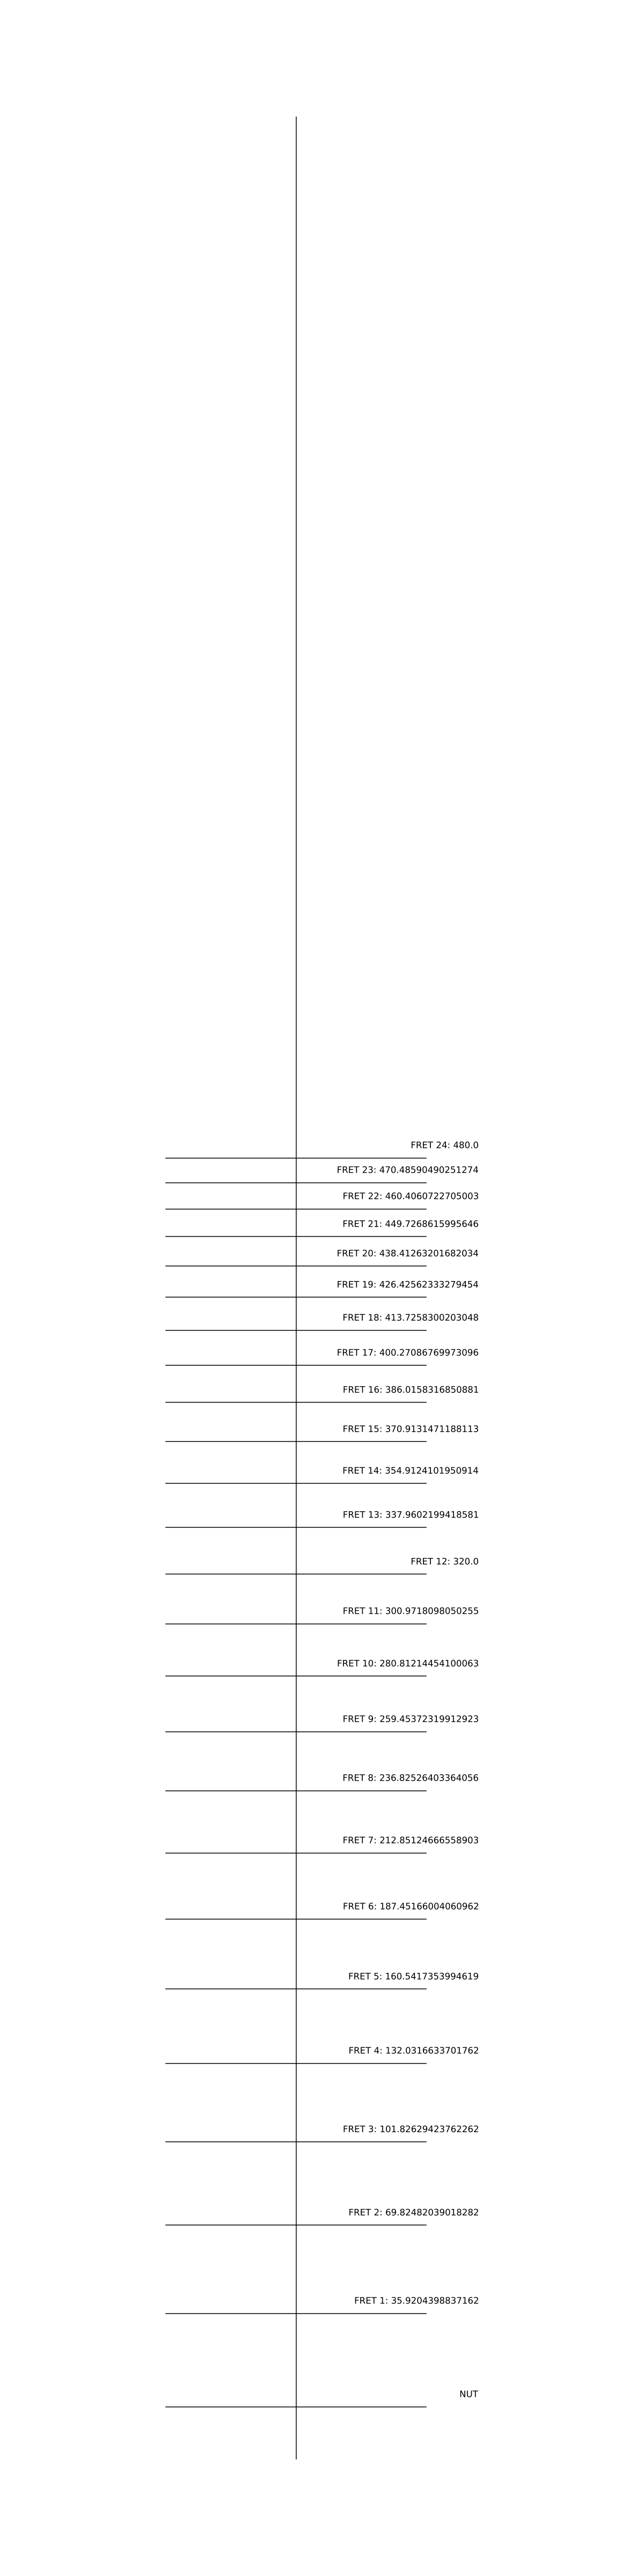 FRET 24: 480.0
FRET 23: 470.48590490251274
FRET 22: 460.4060722705003
FRET 21: 449.7268615995646
FRET 20: 438.41263201682034
FRET 19: 426.42562333279454
FRET 18: 413.7258300203048
FRET 17: 400.27086769973096
FRET 16: 386.0158316850881
FRET 15: 370.9131471188113
FRET 14: 354.9124101950914
FRET 13: 337.9602199418581
FRET 12: 320.0
FRET 11: 300.9718098050255
FRET 10: 280.81214454100063
FRET 9: 259.45372319912923
FRET 8: 236.82526403364056
FRET 7: 212.85124666558903
FRET 6: 187.45166004060962
FRET 5: 160.5417353994619
FRET 4: 132.0316633701762
FRET 3: 101.82629423762262
FRET 2: 69.82482039018282
FRET 1: 35.9204398837162
NUT